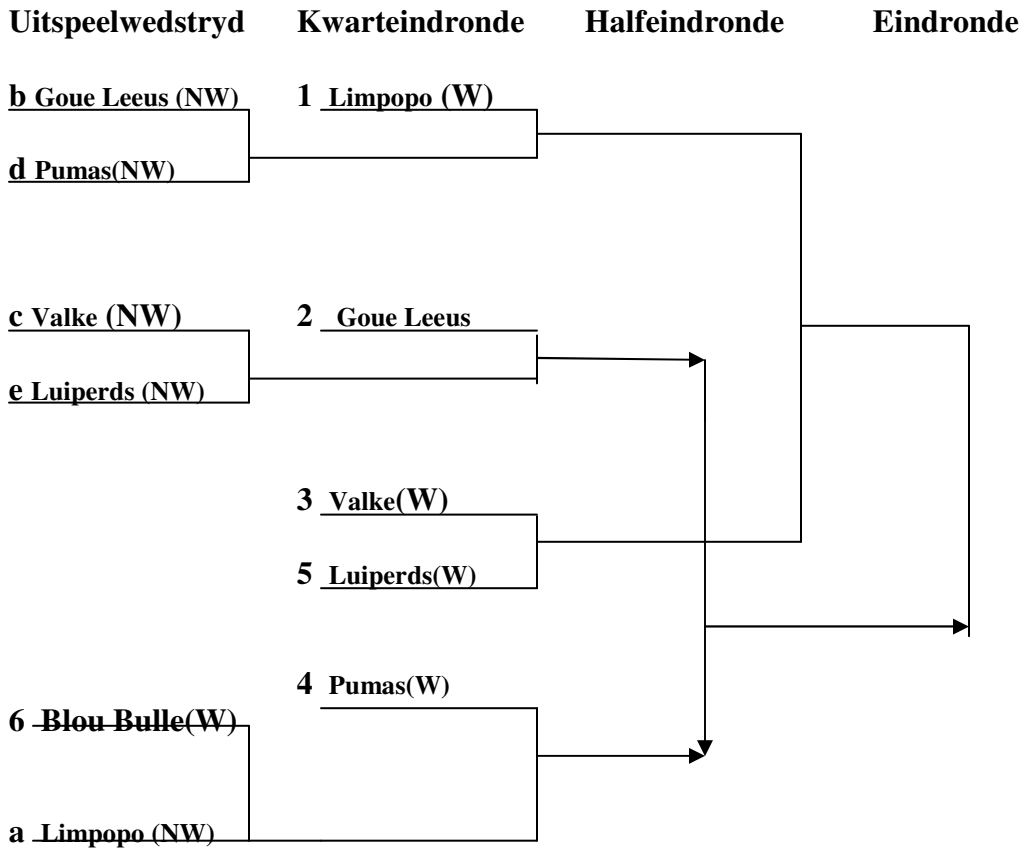 Uitspeelwedstryd Kwarteindronde Halfeindronde Eindronde
b Goue Leeus (NW) 1 Limpopo (W)
d Pumas(NW)
c Valke (NW) 2 Goue Leeus
e Luiperds (NW)
3 Valke(W)
5 Luiperds(W)
4 Pumas(W)
6 Blou Bulle(W)
a Limpopo (NW)